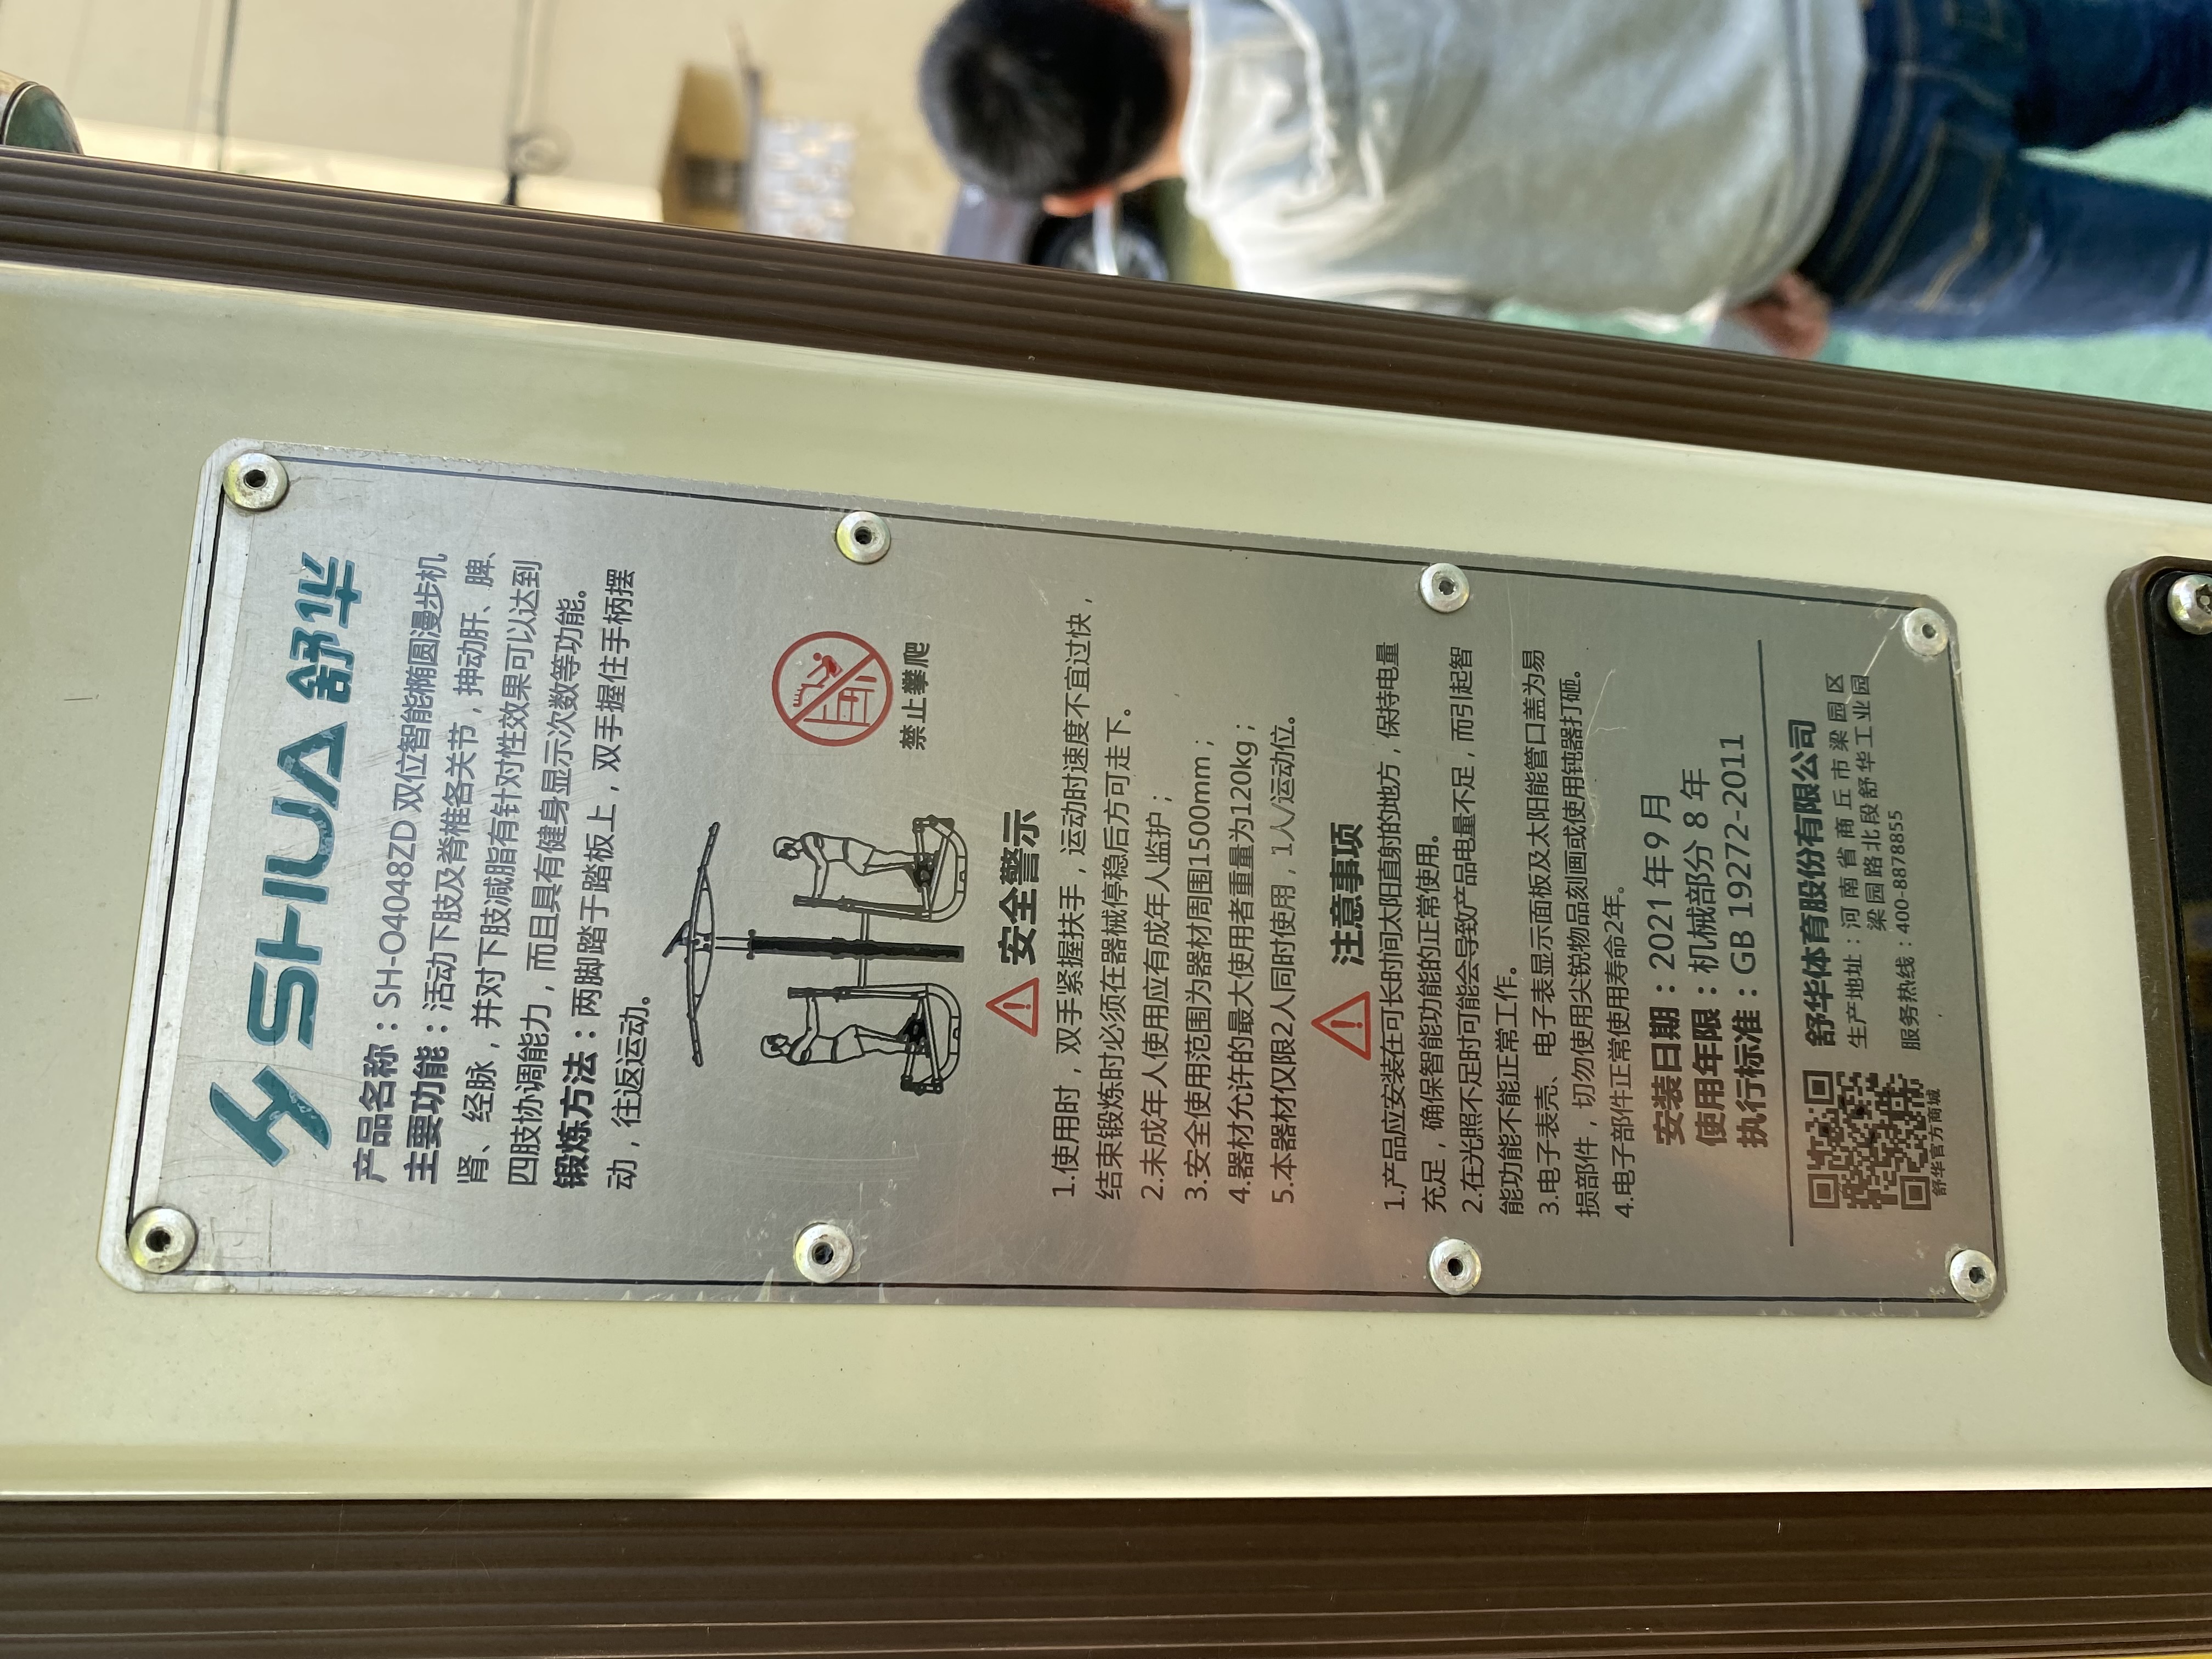 SHUA 舒华
产品名称：SH-O4048ZD 双位智能椭圆漫步机
主要功能：活动下肢及脊椎各关节，抻动肝、脾、
肾、经脉，并对下肢减脂有针对性效果可以达到
四肢协调能力，而且具有健身显示次数等功能。
锻炼方法：两脚踏于踏板上，双手握住手柄摆
动，往返运动。
禁止攀爬
安全警示
1.使用时，双手紧握扶手，运动时速度不宜过快，
结束锻炼时必须在器械停稳后方可走下。
2.未成年人使用应有成年人监护；
3.安全使用范围为器材周围1500mm；
4.器材允许的最大使用者重量为120kg；
5.本器材仅限2人同时使用，1人/运动位。
注意事项
1.产品应安装在可长时间太阳直射的地方，保持电量
充足，确保智能功能的正常使用。
2.在光照不足时可能会导致产品电量不足，而引起智
能功能不能正常工作。
3.电子表壳、电子表显示面板及太阳能管口盖为易
损部件，切勿使用尖锐物品刻画或使用钝器打砸。
4.电子部件正常使用寿命2年。
安装日期：2021年9月
使用年限：机械部分 8 年
执行标准：GB 19272-2011
舒华体育股份有限公司
生产地址：河南省商丘市梁园区
梁园路北段舒华工业园
服务热线：400-8878855
舒华官方商城